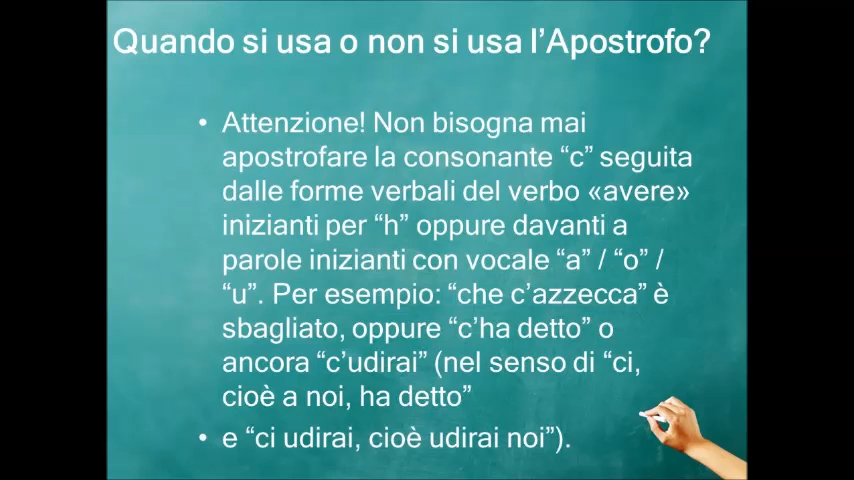 Quando si usa o non si usa l’Apostrofo?
• Attenzione! Non bisogna mai
apostrofare la consonante “c” seguita
dalle forme verbali del verbo «avere»
inizianti per “h” oppure davanti a
parole inizianti con vocale “a” / “o” /
“u”. Per esempio: “che c’azzecca” è
sbagliato, oppure “c’ha detto” o
ancora “c’udirai” (nel senso di “ci,
cioè a noi, ha detto”
• e “ci udirai, cioè udirai noi”).